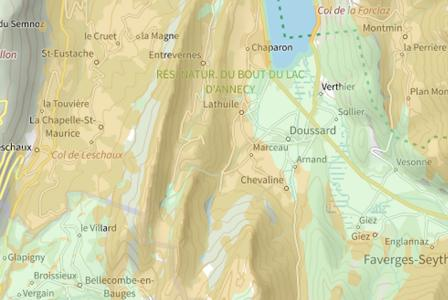 du Semnoz
Col de la Forclaz
le Cruet
la Magne
Montmin
la Perrière
St-Eustache
Entrevernes
Chaparon
RÉS. NATUR. DU BOUT DU LAC
D'ANNECY
Verthier
Plan Mon
la Touvière
Lathuile
Sollier
La Chapelle-St-
Maurice
Doussard
eschaux
Col de Leschaux
Marceau
Arnand
Vesonne
Chevaline
le Villard
Giez
Giez
Englannaz
Glapigny
Faverges-Seyth
Broissieux
Bellecombe-en-
Bauges
Vergain